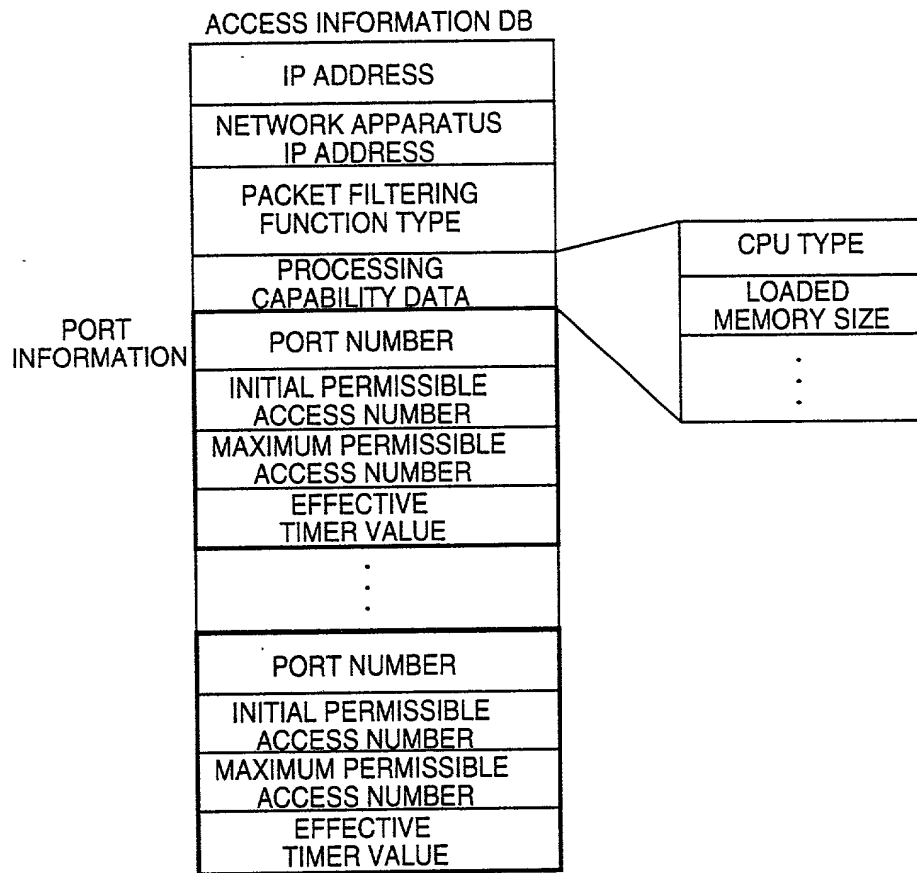 ACCESS INFORMATION DB
IP ADDRESS
NETWORK APPARATUS
IP ADDRESS
PACKET FILTERING
FUNCTION TYPE
PROCESSING
CAPABILITY DATA
CPU TYPE
LOADED
MEMORY SIZE
PORT
INFORMATION
PORT NUMBER
INITIAL PERMISSIBLE
ACCESS NUMBER
MAXIMUM PERMISSIBLE
ACCESS NUMBER
EFFECTIVE
TIMER VALUE
PORT NUMBER
INITIAL PERMISSIBLE
ACCESS NUMBER
MAXIMUM PERMISSIBLE
ACCESS NUMBER
EFFECTIVE
TIMER VALUE